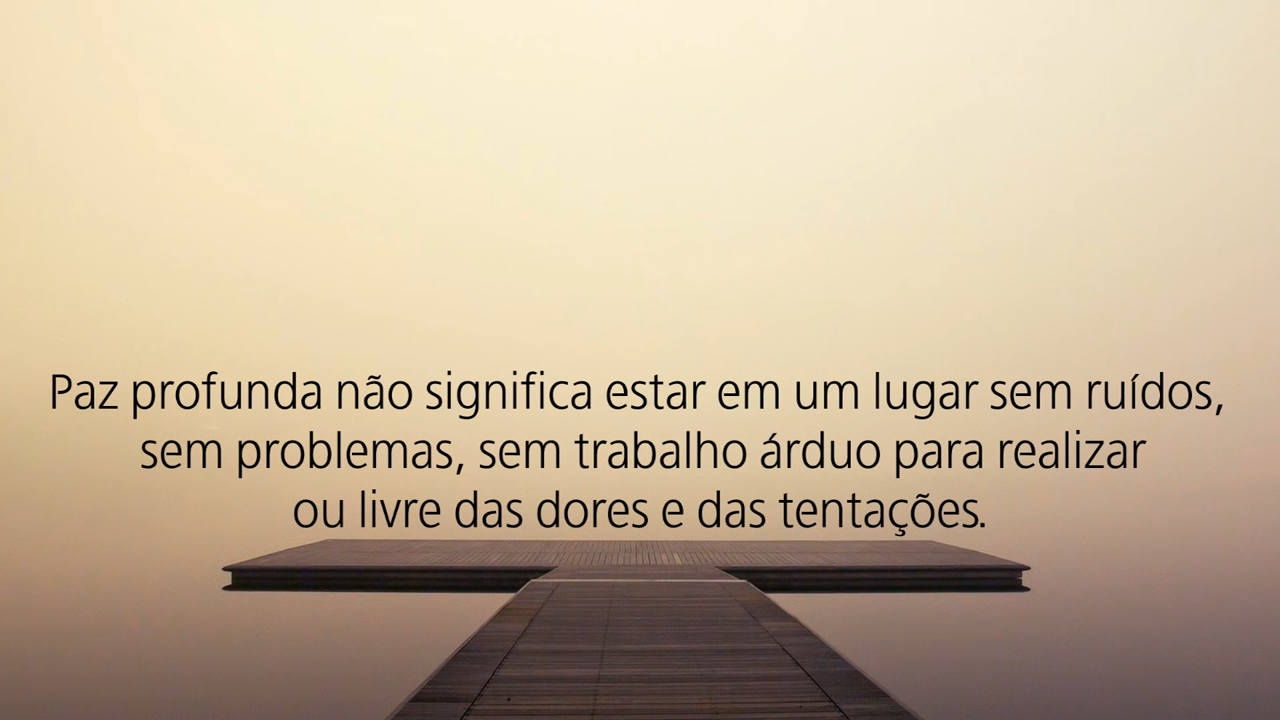 Paz profunda não significa estar em um lugar sem ruídos,
sem problemas, sem trabalho árduo para realizar
ou livre das dores e das tentações.